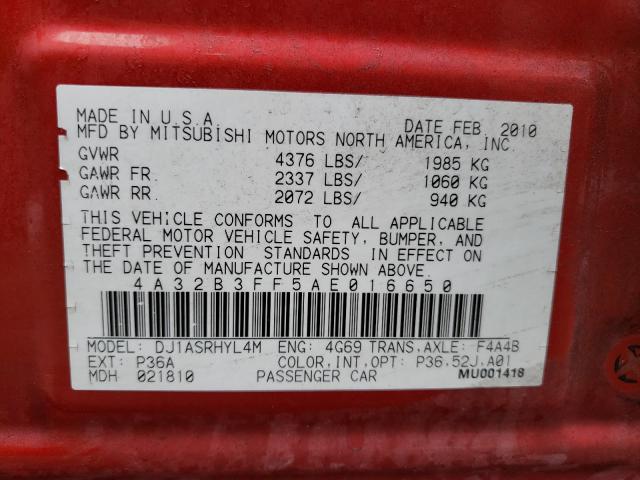 MADE IN U.S.A DATE FEB 2010
MFD BY MITSUBISHI MOTORS NORTH AMERICA, INC
GVWR 4376 LBS/ 1985 KG
GAWR FR. 2337 LBS/ 1060 KG
GAWR RR. 2072 LBS/ 940 KG
THIS VEHICLE CONFORMS TO ALL APPLICABLE
FEDERAL MOTOR VEHICLE SAFETY, BUMPER, AND
THEFT PREVENTION STANDARDS IN EFFECT ON
THE DATE OF MANUFACTURE SHOWN ABOVE.
4A32B3FF5AE016650
MODEL: DJ1ASRHYL4M ENG: 4G69 TRANS,AXLE: F4A4B
EXT: P36A COLOR,INT,OPT: P36,52J,A01
MDH 021810 PASSENGER CAR MU001418